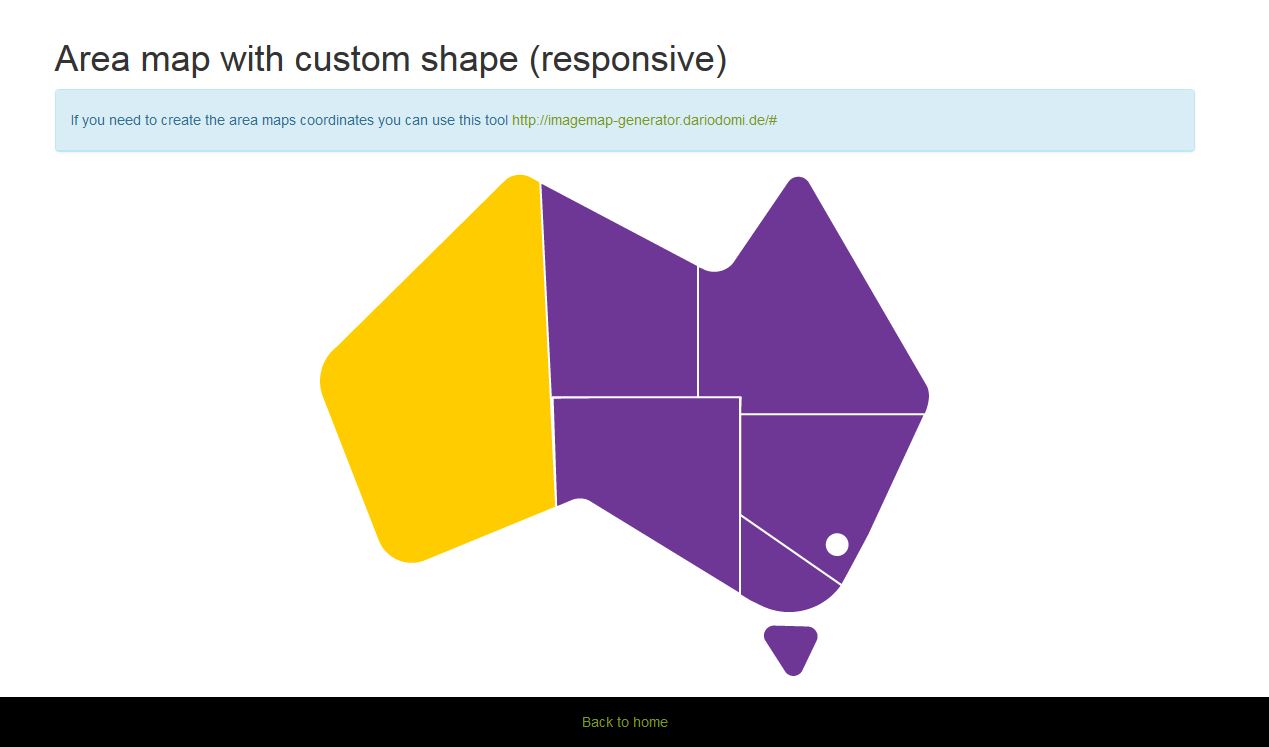 Area map with custom shape (responsive)
If you need to create the area maps coordinates you can use this tool http://imagemap-generator.dariodomi.de/#
Back to home